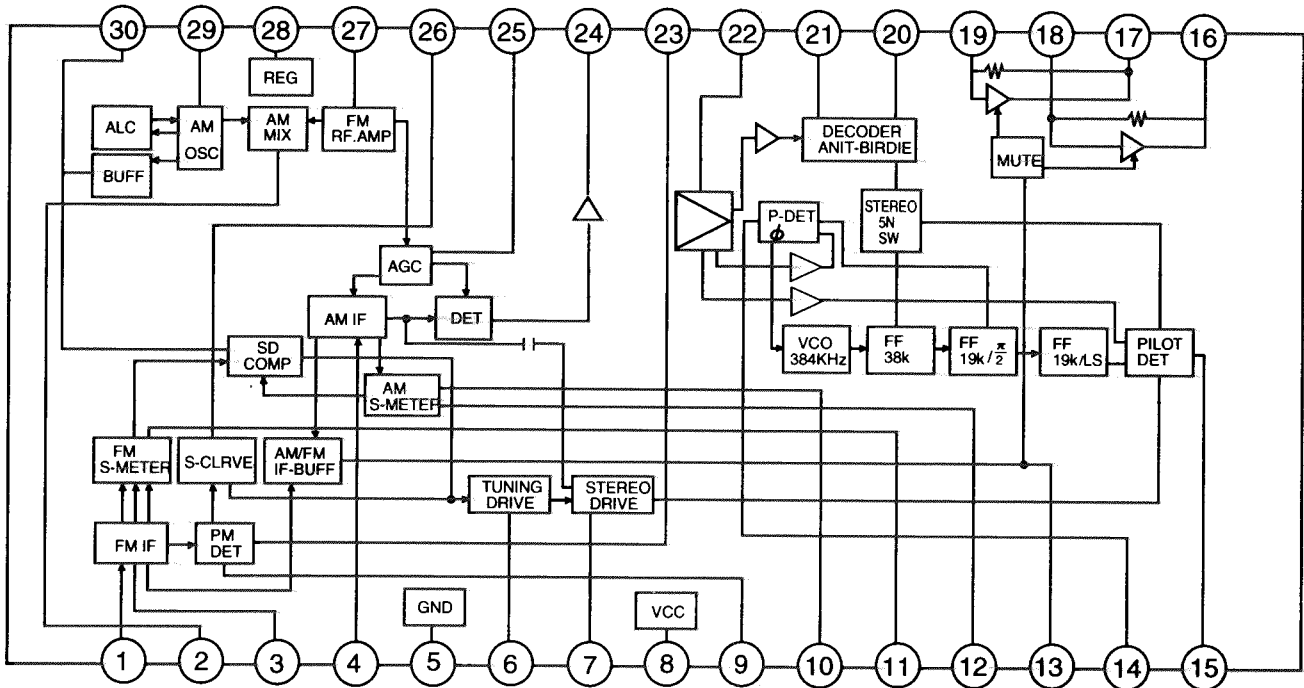 30 29 28 27 26 25 24 23 22 21 20 19 18 17 16
REG
ALC
AM
OSC
AM
MIX
FM
RF.AMP
DECODER
ANIT-BIRDIE
MUTE
BUFF
STEREO
5N
SW
P-DET
ϕ
AGC
AM IF
DET
SD
COMP
VCO
384KHz
FF
38k
FF
19k/π/2
FF
19k/LS
PILOT
DET
AM
S-METER
FM
S-METER
S-CLRVE
AM/FM
IF-BUFF
TUNING
DRIVE
STEREO
DRIVE
FM IF
PM
DET
GND
VCC
1 2 3 4 5 6 7 8 9 10 11 12 13 14 15